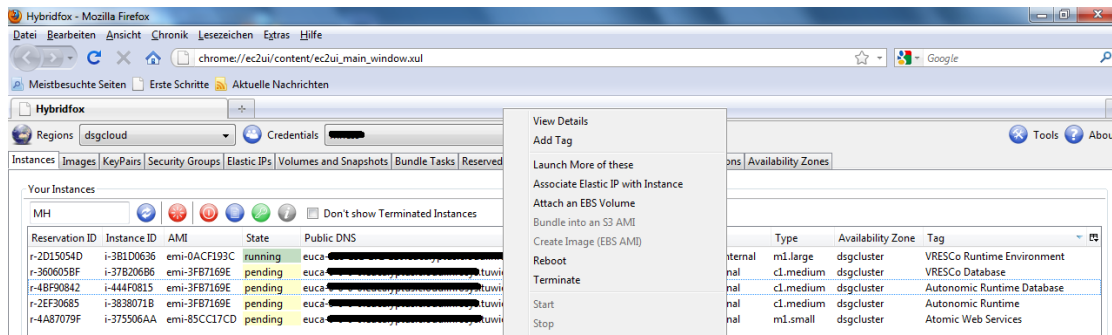 Hybridfox - Mozilla Firefox
Datei Bearbeiten Ansicht Chronik Lesezeichen Extras Hilfe
chrome://ec2ui/content/ec2ui_main_window.xul Google
Meistbesuchte Seiten Erste Schritte Aktuelle Nachrichten
Hybridfox
Regions dsgcloud Credentials Tools Abou
Instances Images KeyPairs Security Groups Elastic IPs Volumes and Snapshots Bundle Tasks Reserved ons Availability Zones
View Details
Add Tag
Launch More of these
Associate Elastic IP with Instance
Attach an EBS Volume
Bundle into an S3 AMI
Create Image (EBS AMI)
Reboot
Terminate
Start
Stop
Your Instances
MH Don't show Terminated Instances
Reservation ID Instance ID AMI State Public DNS Type Availability Zone Tag
r-2D15054D i-3B1D0636 emi-0ACF193C running euca- nternal m1.large dsgcluster VRESCo Runtime Environment
r-360605BF i-37B206B6 emi-3FB7169E pending euca- .tuwie nal c1.medium dsgcluster VRESCo Database
r-4BF90842 i-444F0815 emi-3FB7169E pending euca- .tuwie nal c1.medium dsgcluster Autonomic Runtime Database
r-2EF30685 i-3838071B emi-3FB7169E pending euca- tuwie nal c1.medium dsgcluster Autonomic Runtime
r-4A87079F i-375506AA emi-85CC17CD pending euca- .tuwie nal m1.small dsgcluster Atomic Web Services